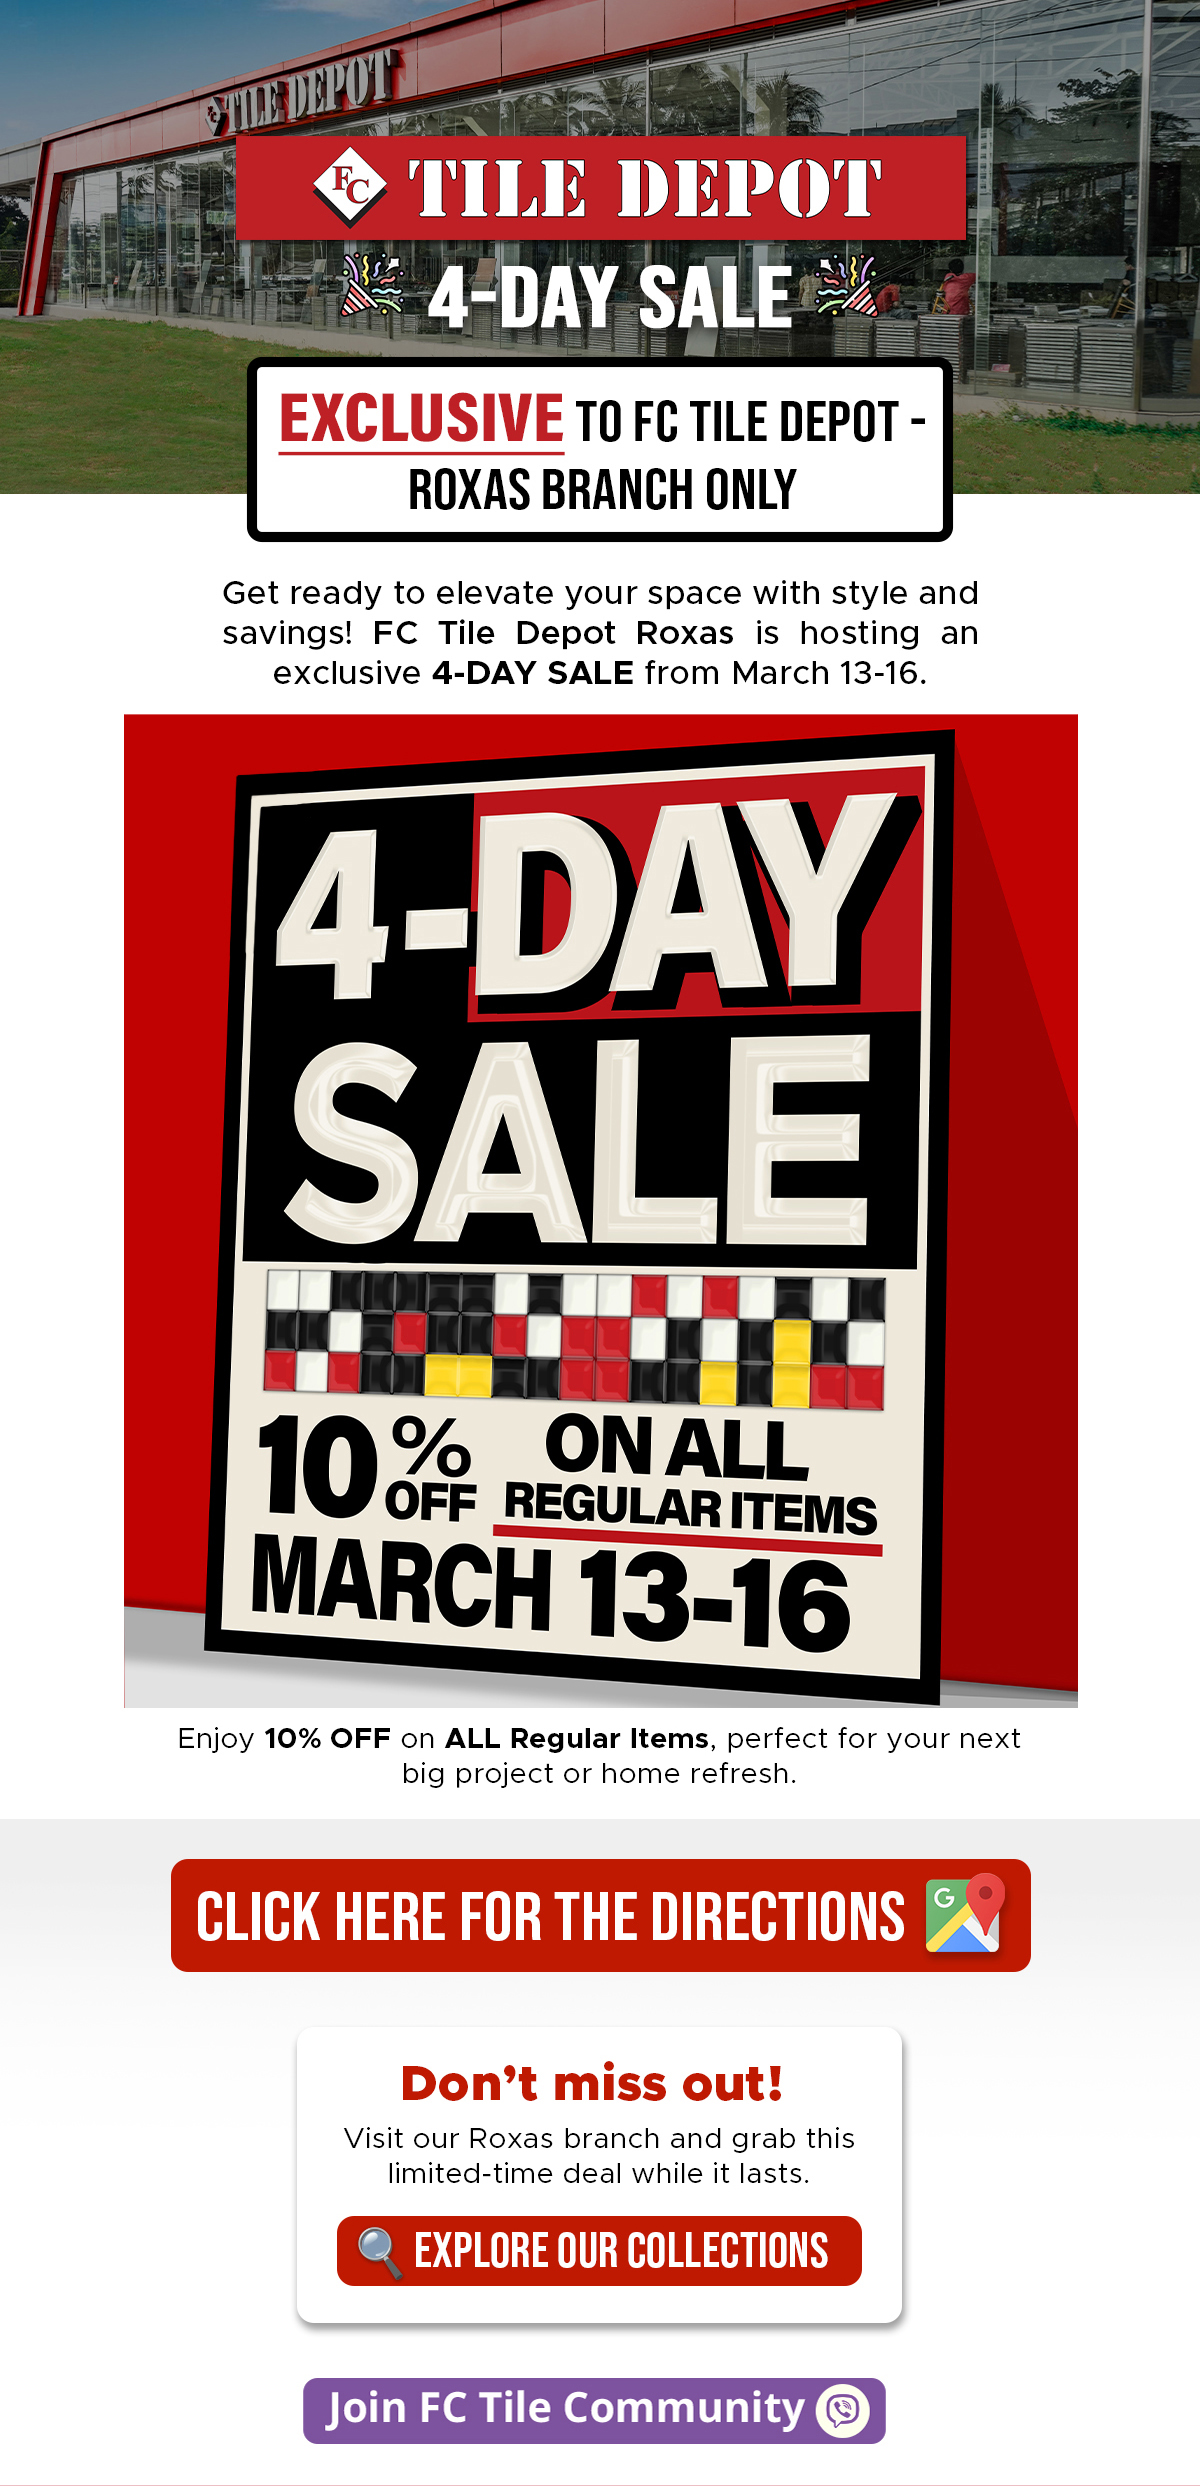 TILE DEPOT
FC TILE DEPOT
4-DAY SALE
EXCLUSIVE TO FC TILE DEPOT -
ROXAS BRANCH ONLY
Get ready to elevate your space with style and
savings! FC Tile Depot Roxas is hosting an
exclusive 4-DAY SALE from March 13-16.
4-DAY
SALE
10% OFF ON ALL
REGULAR ITEMS
MARCH 13-16
Enjoy 10% OFF on ALL Regular Items, perfect for your next
big project or home refresh.
CLICK HERE FOR THE DIRECTIONS
G
Don't miss out!
Visit our Roxas branch and grab this
limited-time deal while it lasts.
EXPLORE OUR COLLECTIONS
Join FC Tile Community